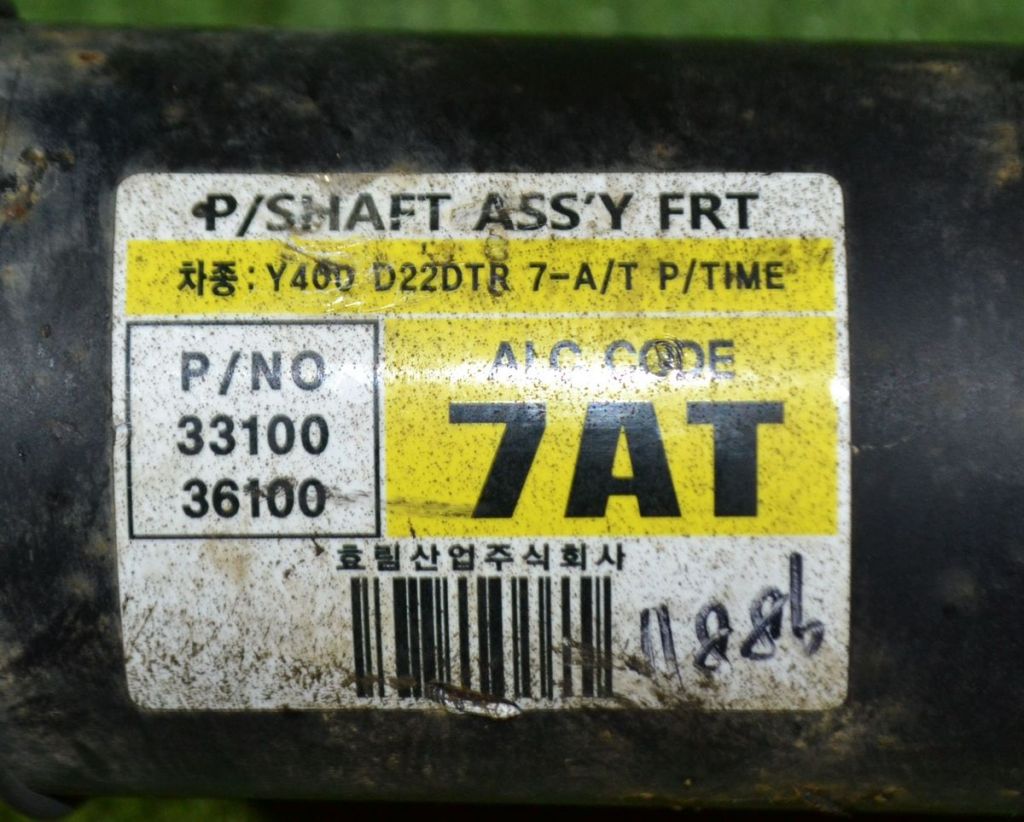 P/SHAFT ASS'Y FRT
차종: Y400 D22DTR 7-A/T P/TIME
P/NO
33100
36100
ALC CODE
7AT
효림산업주식회사